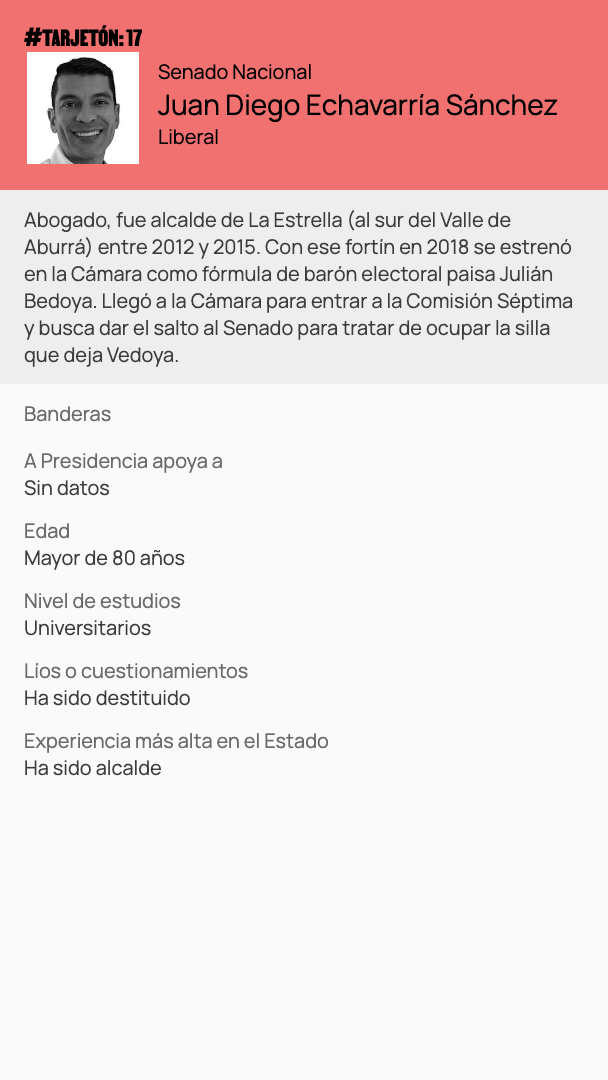 #TARJETÓN: 17
Senado Nacional
Juan Diego Echavarría Sánchez
Liberal
Abogado, fue alcalde de La Estrella (al sur del Valle de
Aburrá) entre 2012 y 2015. Con ese fortín en 2018 se estrenó
en la Cámara como fórmula de barón electoral paisa Julián
Bedoya. Llegó a la Cámara para entrar a la Comisión Séptima
y busca dar el salto al Senado para tratar de ocupar la silla
que deja Vedoya.
Banderas
A Presidencia apoya a
Sin datos
Edad
Mayor de 80 años
Nivel de estudios
Universitarios
Líos o cuestionamientos
Ha sido destituido
Experiencia más alta en el Estado
Ha sido alcalde